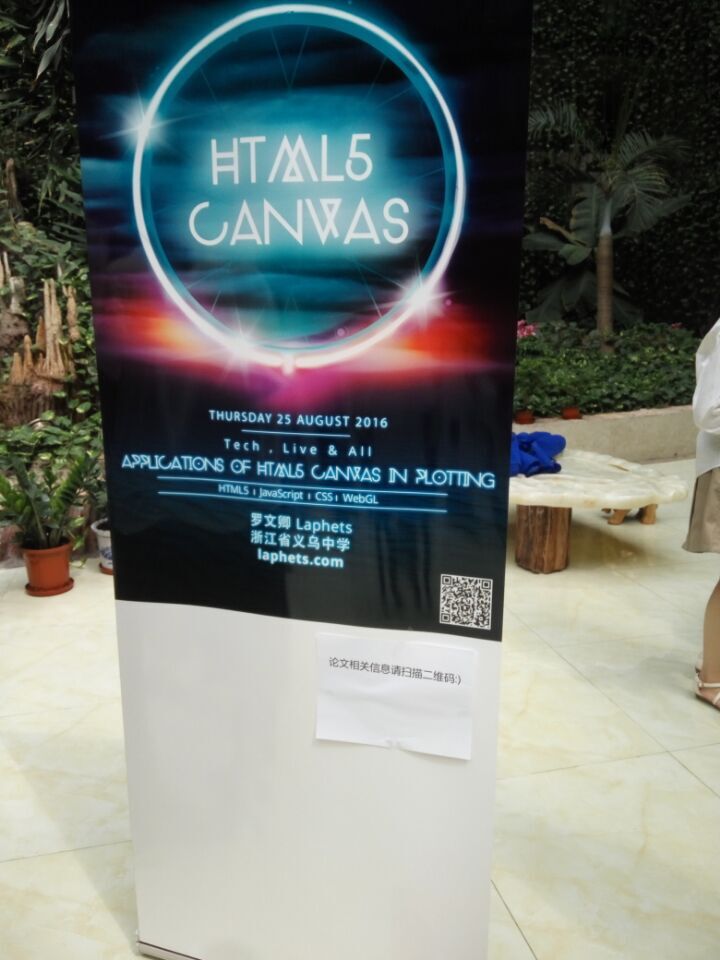 HTML5
CANVAS
THURSDAY 25 AUGUST 2016
Tech , Live & All
APPLICATIONS OF HTML5 CANVAS IN PLOTTING
HTML5 | JavaScript | CSS | WebGL
罗文卿 Laphets
浙江省义乌中学
laphets.com
论文相关信息请扫描二维码:)